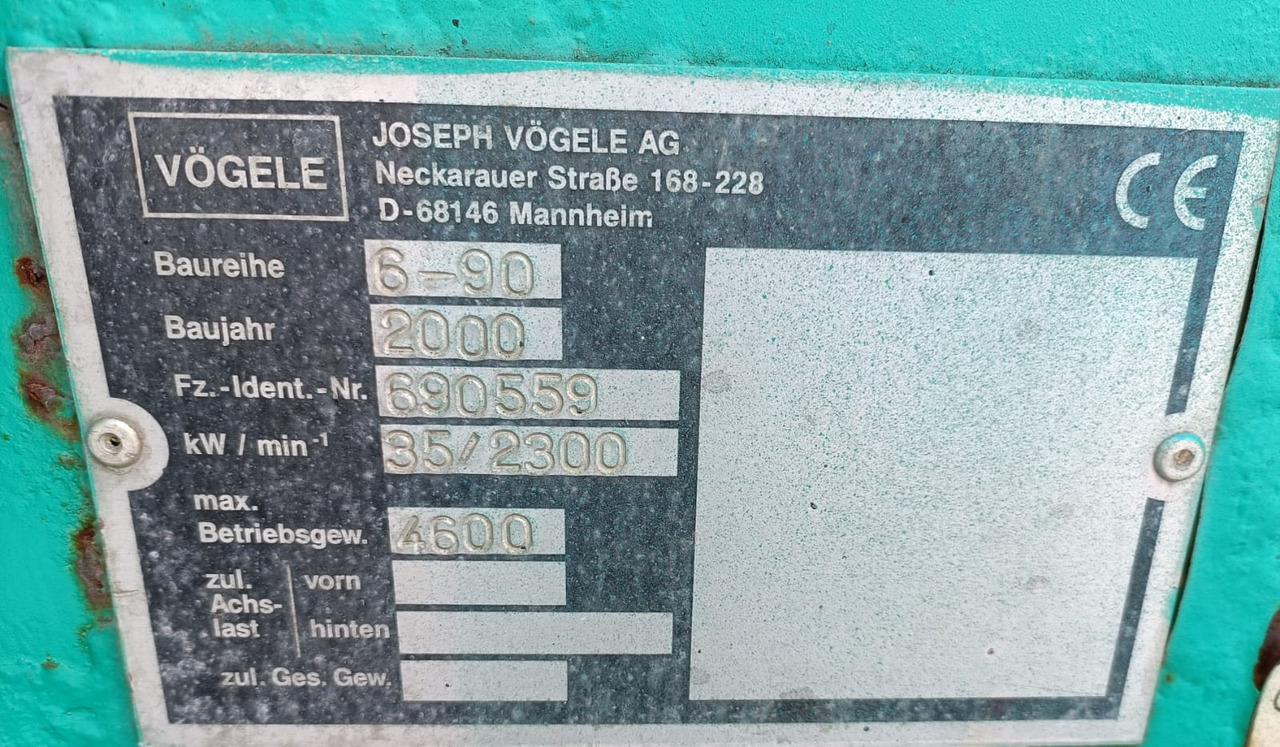 VÖGELE
JOSEPH VÖGELE AG
Neckarauer Straße 168-228
D-68146 Mannheim
CE
Baureihe 6-90
Baujahr 2000
Fz.-Ident.-Nr. 690559
kW / min⁻¹ 35/2300
max.
Betriebsgew. 4600
zul. vorn
Achs-
last hinten
zul. Ges. Gew.